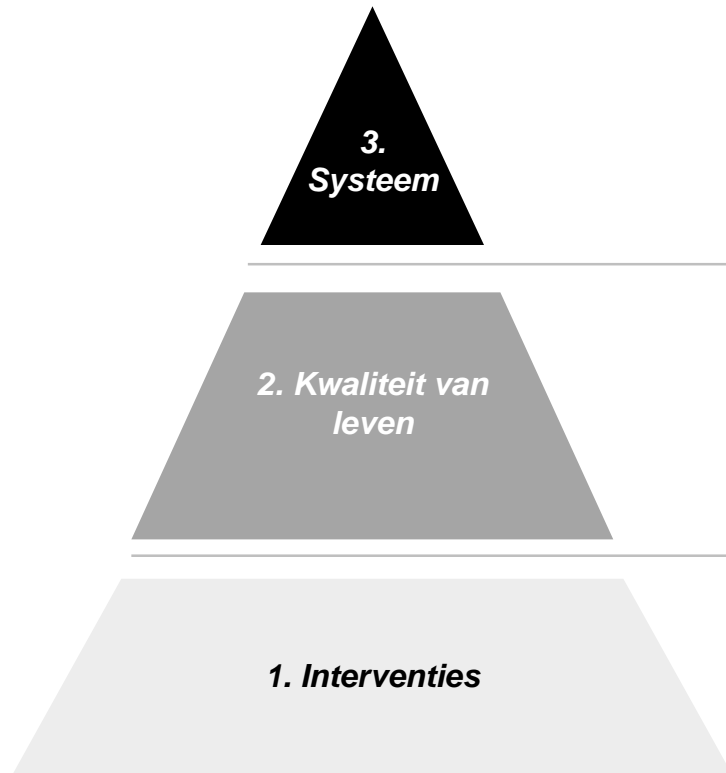 3.
Systeem
2. Kwaliteit van
leven
1. Interventies